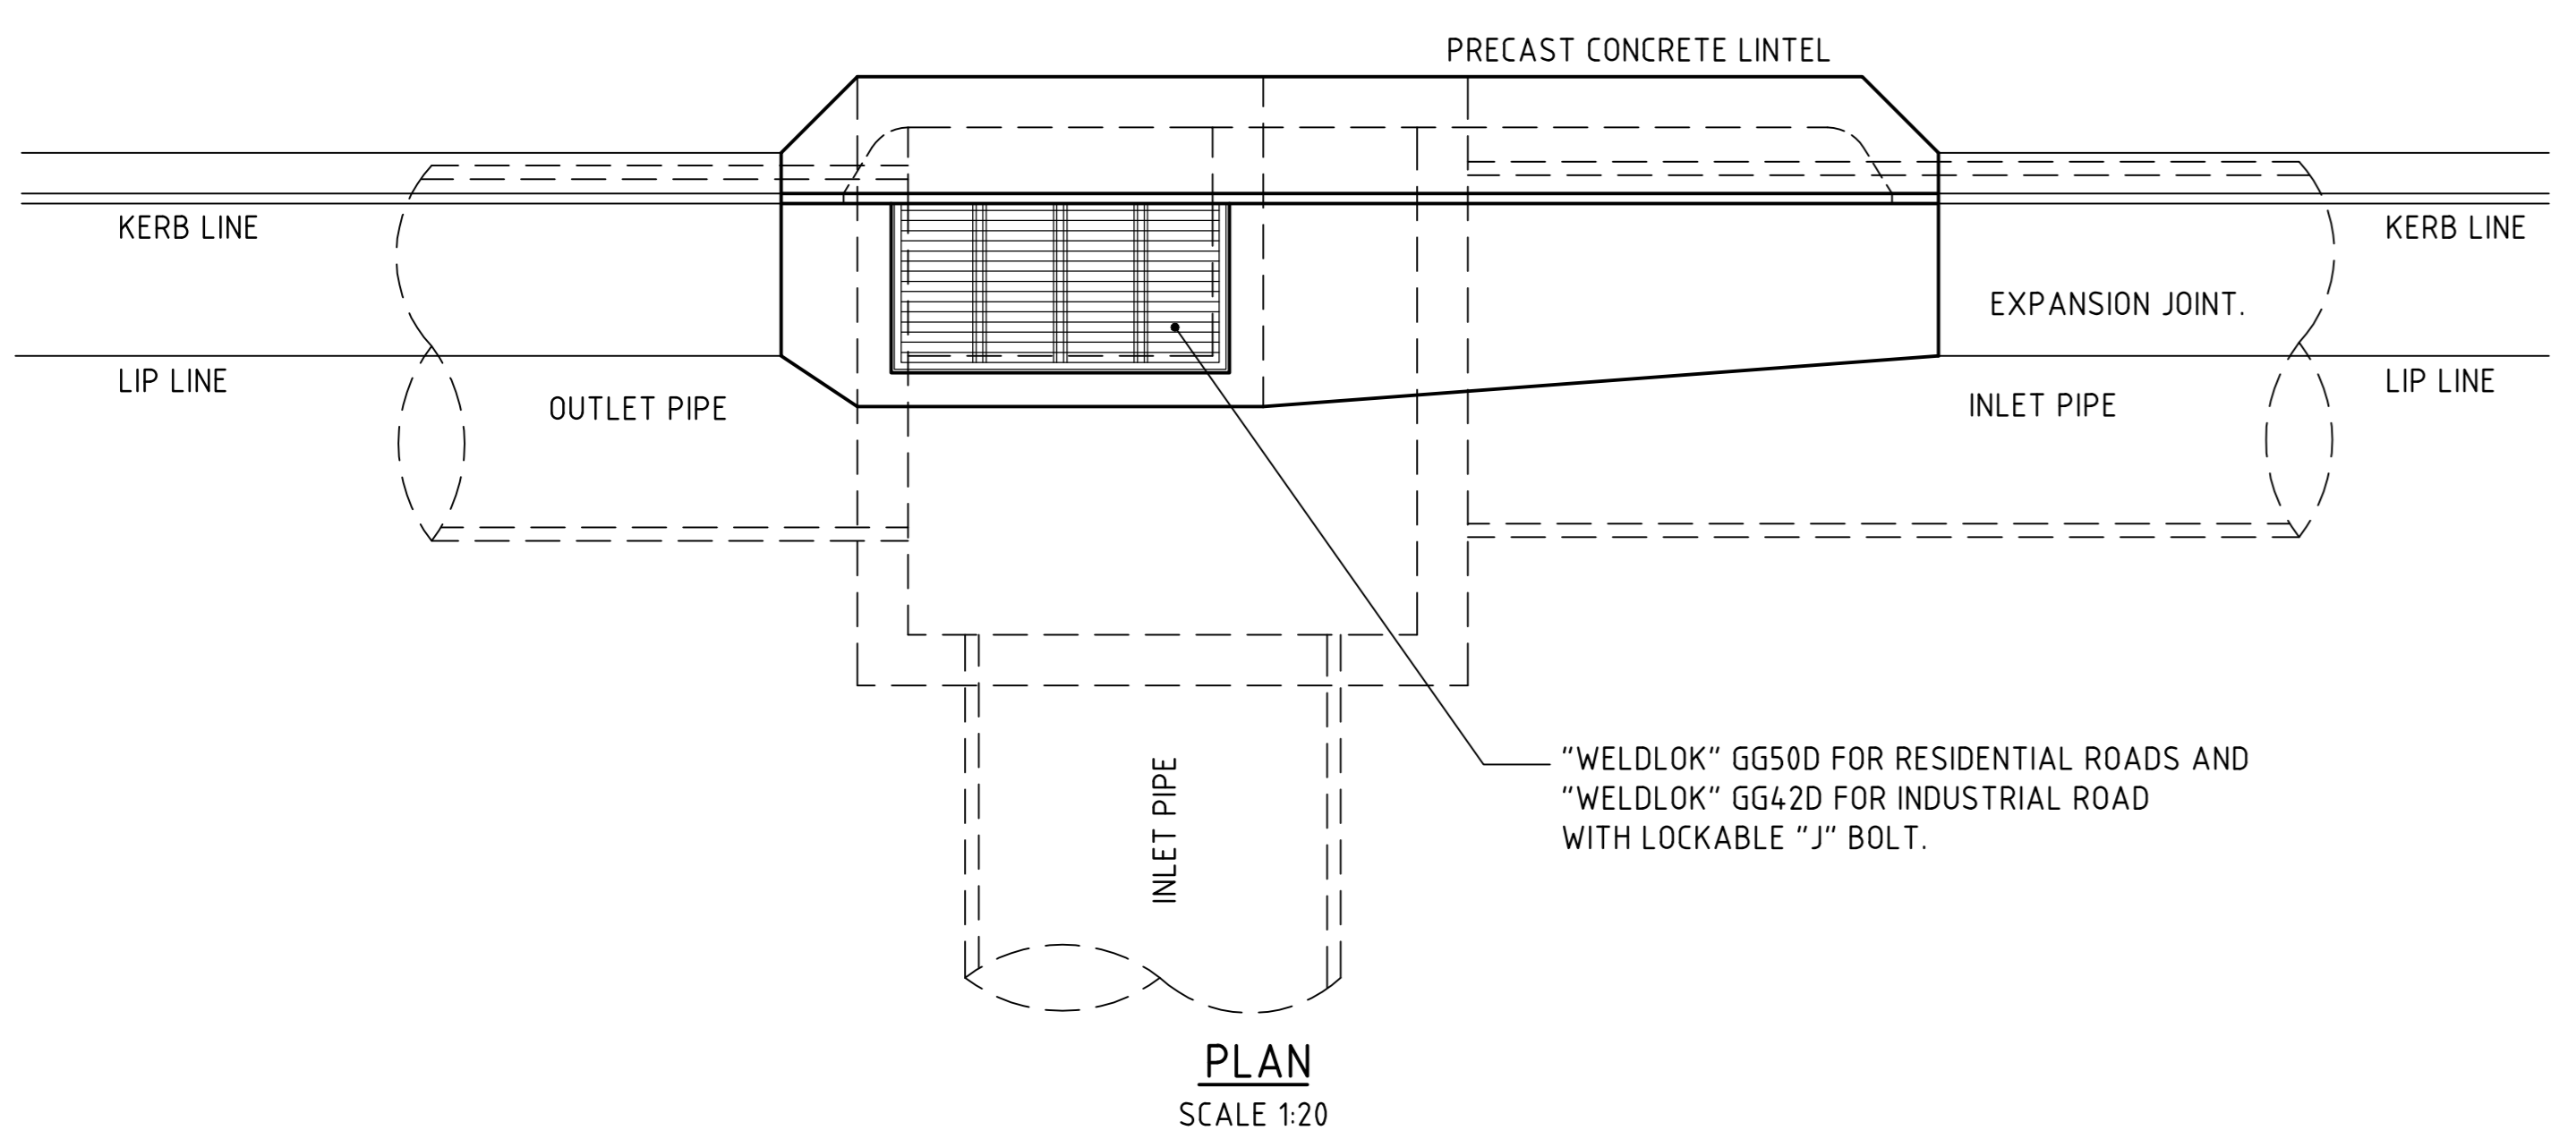 PRECAST CONCRETE LINTEL
KERB LINE
KERB LINE
EXPANSION JOINT.
LIP LINE
OUTLET PIPE
INLET PIPE
LIP LINE
INLET PIPE
"WELDLOK" GG50D FOR RESIDENTIAL ROADS AND
"WELDLOK" GG42D FOR INDUSTRIAL ROAD
WITH LOCKABLE "J" BOLT.
PLAN
SCALE 1:20